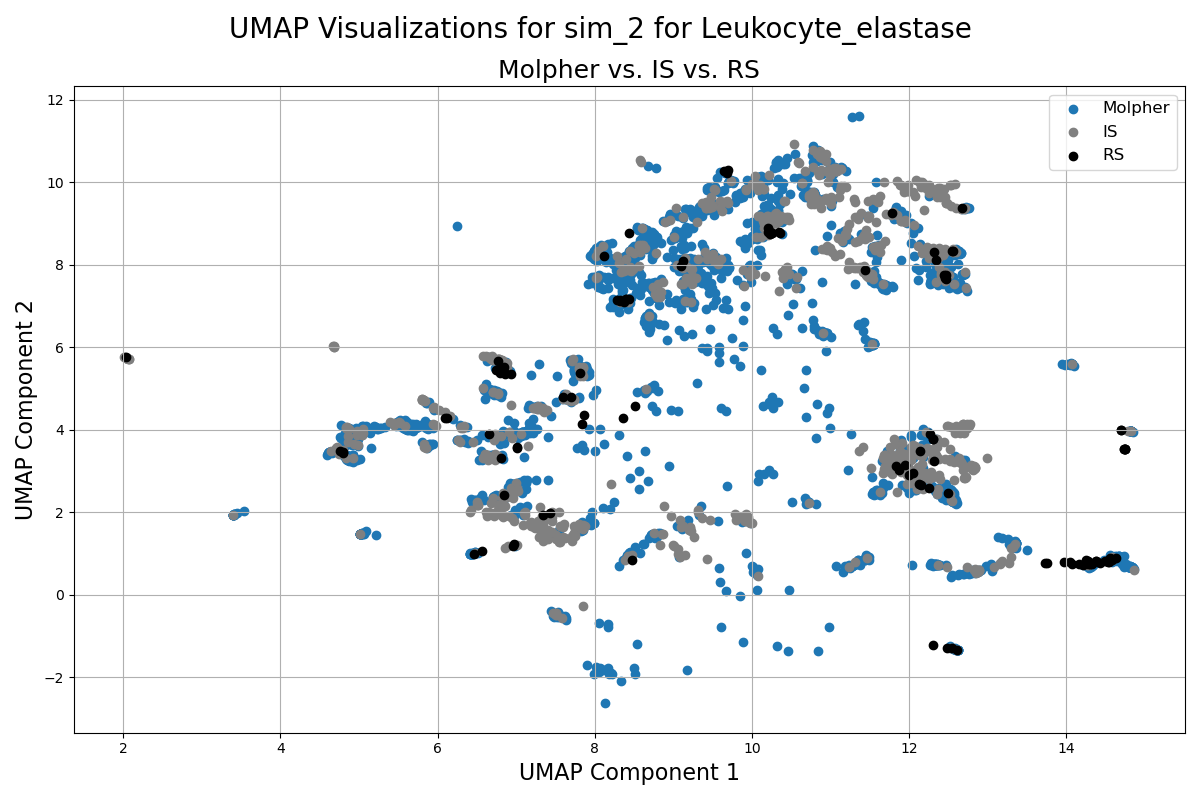 UMAP Visualizations for sim_2 for Leukocyte_elastase
Molpher vs. IS vs. RS
Molpher
IS
RS
UMAP Component 2
12
10
8
6
4
2
0
−2
2 4 6 8 10 12 14
UMAP Component 1